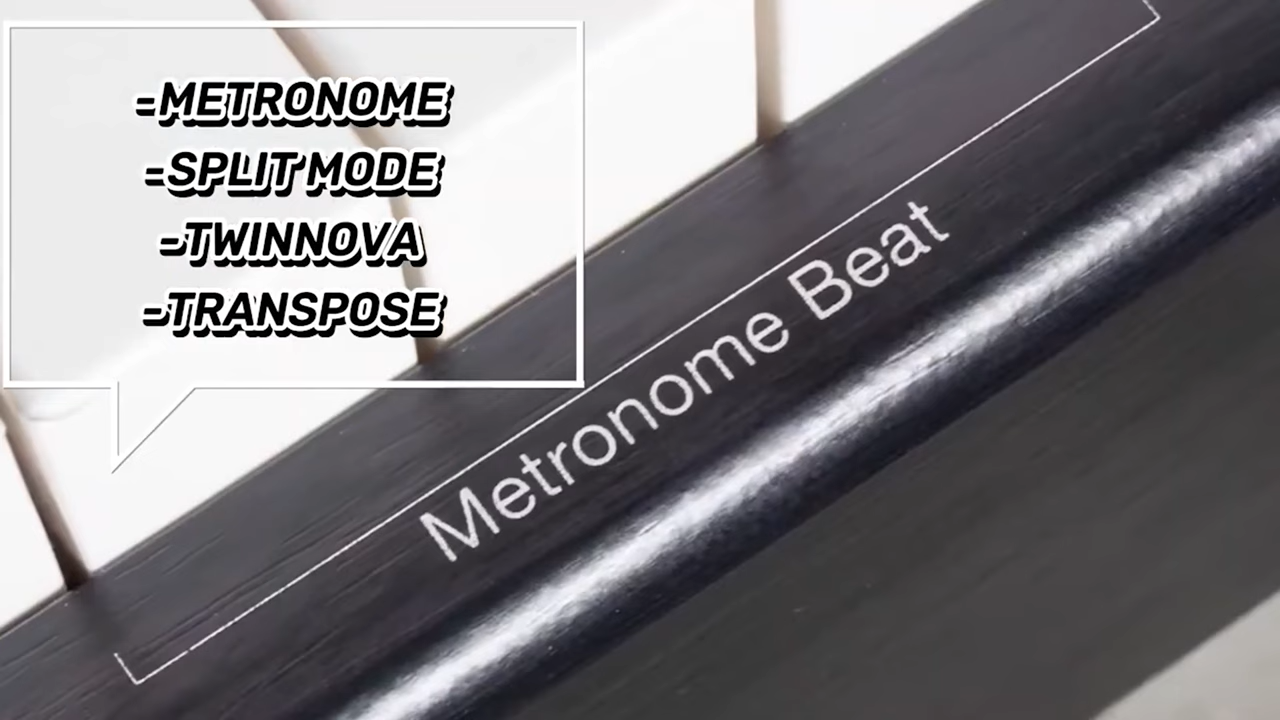 -METRONOME
-SPLIT MODE
-TWINNOVA
-TRANSPOSE
Metronome Beat